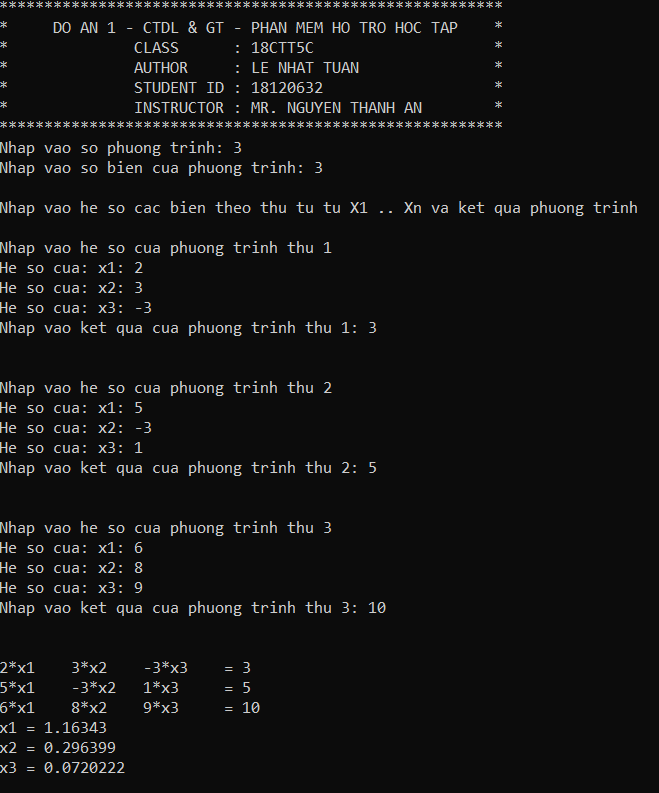 ********************************************************
*     DO AN 1 - CTDL & GT - PHAN MEM HO TRO HOC TAP    *
*              CLASS      : 18CTT5C                    *
*              AUTHOR     : LE NHAT TUAN               *
*              STUDENT ID : 18120632                   *
*              INSTRUCTOR : MR. NGUYEN THANH AN        *
********************************************************
Nhap vao so phuong trinh: 3
Nhap vao so bien cua phuong trinh: 3
Nhap vao he so cac bien theo thu tu tu X1 .. Xn va ket qua phuong trinh
Nhap vao he so cua phuong trinh thu 1
He so cua: x1: 2
He so cua: x2: 3
He so cua: x3: -3
Nhap vao ket qua cua phuong trinh thu 1: 3
Nhap vao he so cua phuong trinh thu 2
He so cua: x1: 5
He so cua: x2: -3
He so cua: x3: 1
Nhap vao ket qua cua phuong trinh thu 2: 5
Nhap vao he so cua phuong trinh thu 3
He so cua: x1: 6
He so cua: x2: 8
He so cua: x3: 9
Nhap vao ket qua cua phuong trinh thu 3: 10
2*x1    3*x2    -3*x3    = 3
5*x1    -3*x2   1*x3     = 5
6*x1    8*x2    9*x3     = 10
x1 = 1.16343
x2 = 0.296399
x3 = 0.0720222